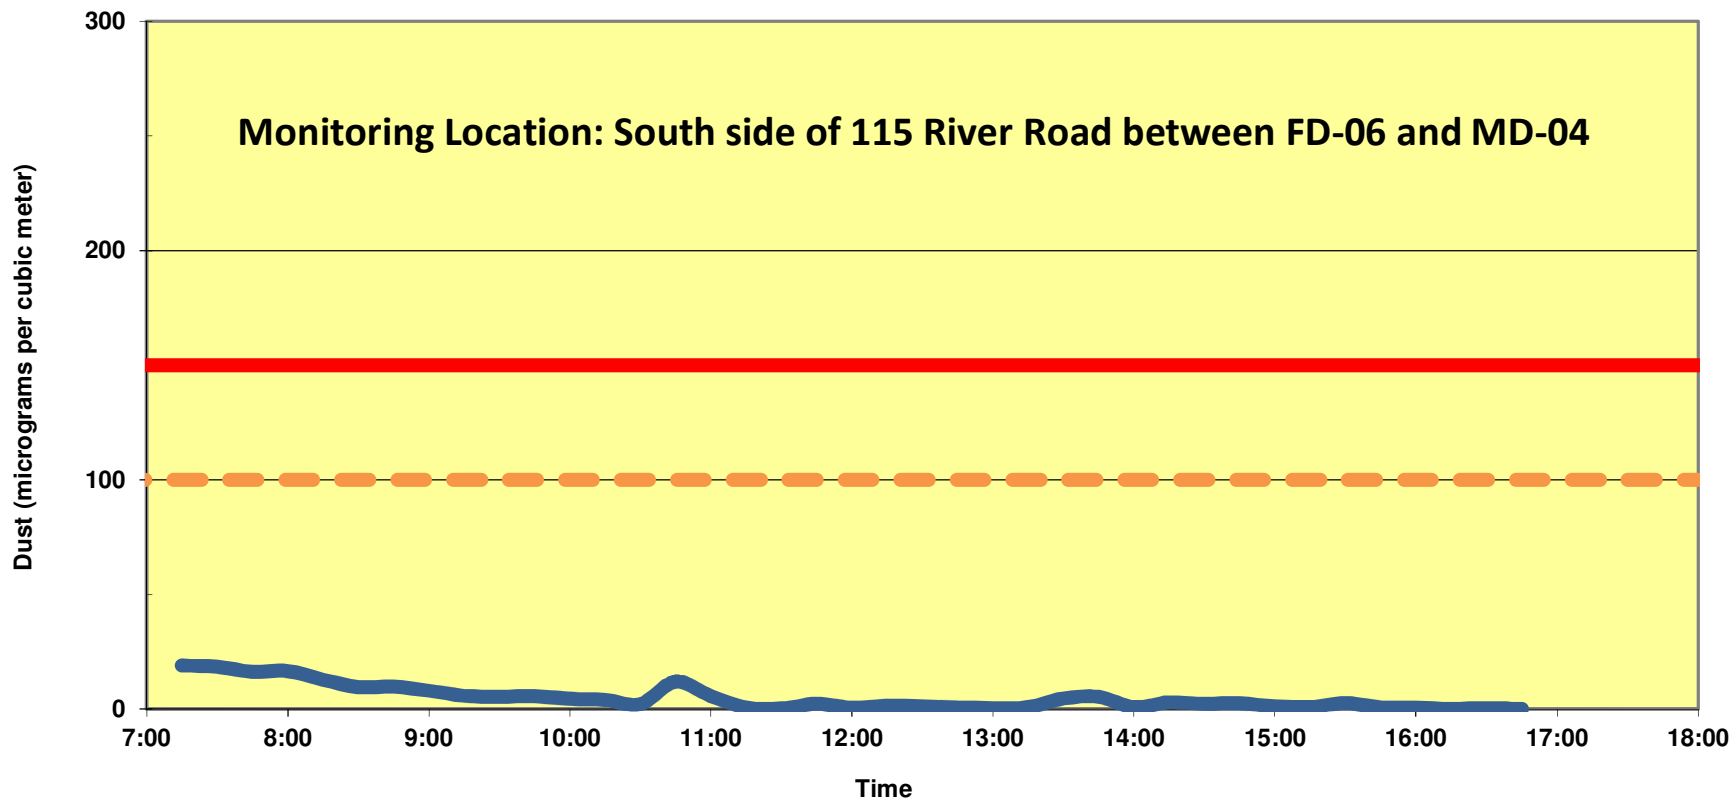 300
Monitoring Location: South side of 115 River Road between FD-06 and MD-04
Dust (micrograms per cubic meter)
200
100
0
7:00 8:00 9:00 10:00 11:00 12:00 13:00 14:00 15:00 16:00 17:00 18:00
Time